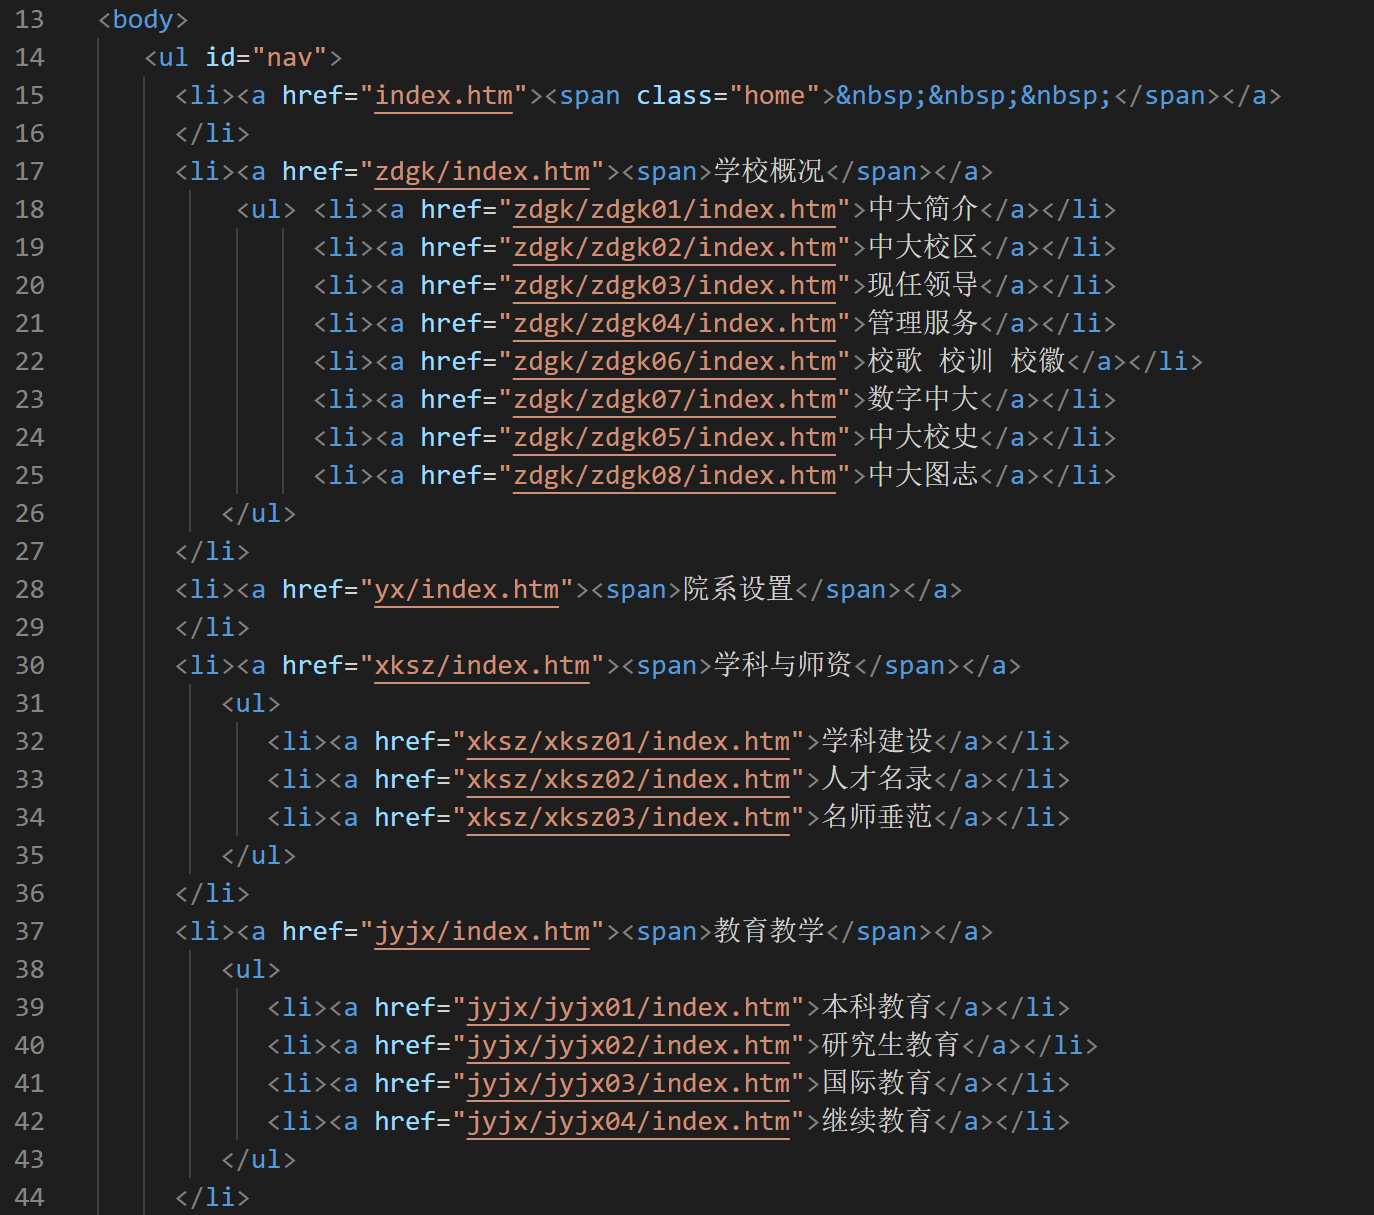 13 <body>
14 <ul id="nav">
15 <li><a href="index.htm"><span class="home">&nbsp;&nbsp;&nbsp;</span></a>
16 </li>
17 <li><a href="zdgk/index.htm"><span>学校概况</span></a>
18 <ul> <li><a href="zdgk/zdgk01/index.htm">中大简介</a></li>
19 <li><a href="zdgk/zdgk02/index.htm">中大校区</a></li>
20 <li><a href="zdgk/zdgk03/index.htm">现任领导</a></li>
21 <li><a href="zdgk/zdgk04/index.htm">管理服务</a></li>
22 <li><a href="zdgk/zdgk06/index.htm">校歌 校训 校徽</a></li>
23 <li><a href="zdgk/zdgk07/index.htm">数字中大</a></li>
24 <li><a href="zdgk/zdgk05/index.htm">中大校史</a></li>
25 <li><a href="zdgk/zdgk08/index.htm">中大图志</a></li>
26 </ul>
27 </li>
28 <li><a href="yx/index.htm"><span>院系设置</span></a>
29 </li>
30 <li><a href="xksz/index.htm"><span>学科与师资</span></a>
31 <ul>
32 <li><a href="xksz/xksz01/index.htm">学科建设</a></li>
33 <li><a href="xksz/xksz02/index.htm">人才名录</a></li>
34 <li><a href="xksz/xksz03/index.htm">名师垂范</a></li>
35 </ul>
36 </li>
37 <li><a href="jyjx/index.htm"><span>教育教学</span></a>
38 <ul>
39 <li><a href="jyjx/jyjx01/index.htm">本科教育</a></li>
40 <li><a href="jyjx/jyjx02/index.htm">研究生教育</a></li>
41 <li><a href="jyjx/jyjx03/index.htm">国际教育</a></li>
42 <li><a href="jyjx/jyjx04/index.htm">继续教育</a></li>
43 </ul>
44 </li>